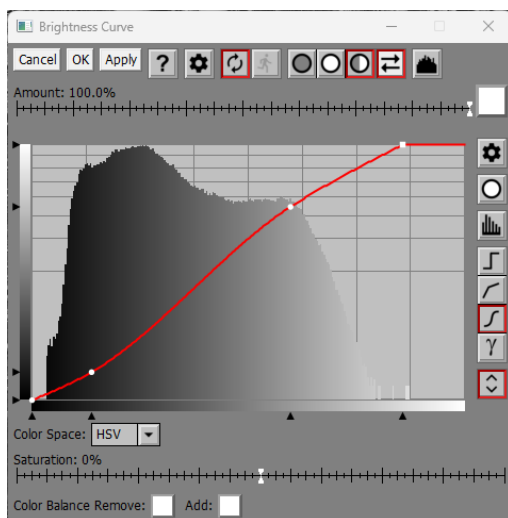 Brightness Curve
Cancel OK Apply ?
Amount: 100.0%
γ
Color Space: HSV
Saturation: 0%
Color Balance Remove: Add: